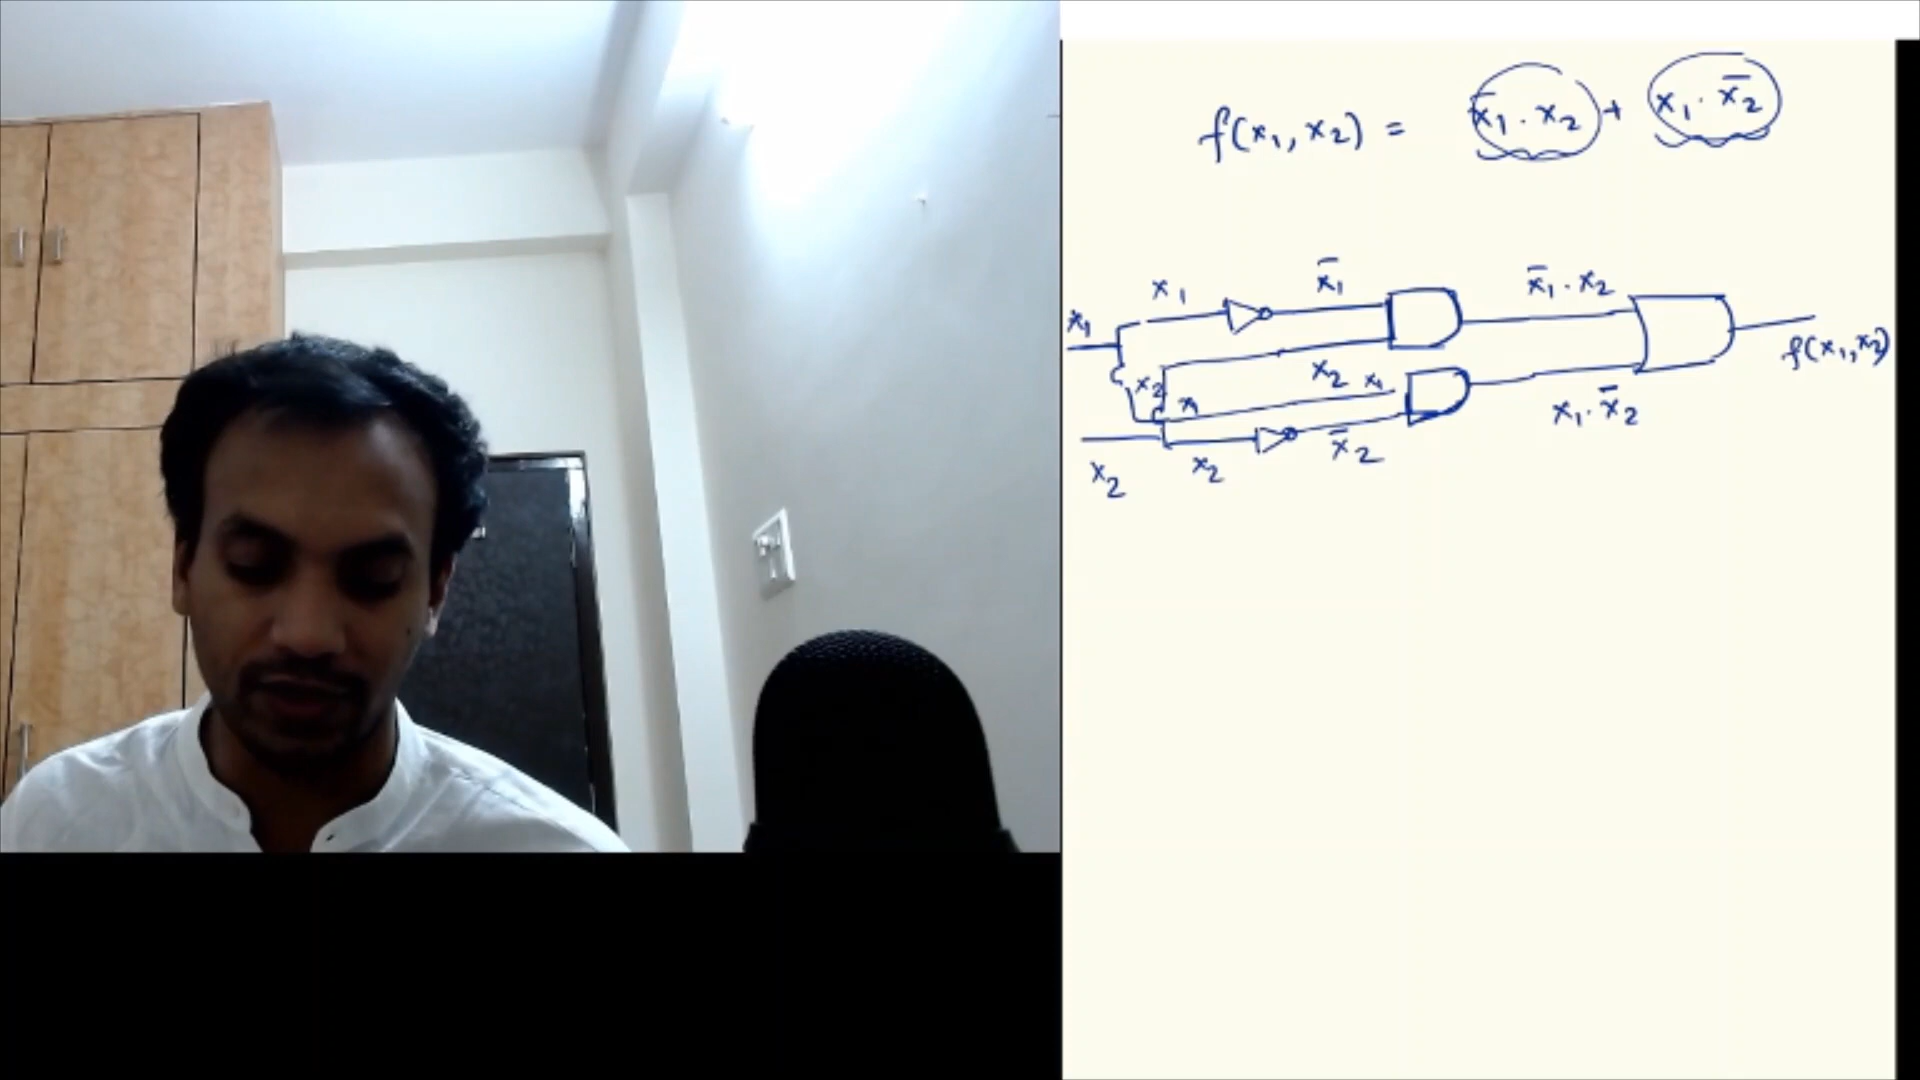 f(x₁, x₂) = x̄₁ . x₂ + x₁ . x̄₂
x₁ x₁ x̄₁ x̄₁ . x₂
x₂ x₂ x₁ f(x₁, x₂)
x₁ x₁ . x̄₂
x₂ x₂ x̄₂